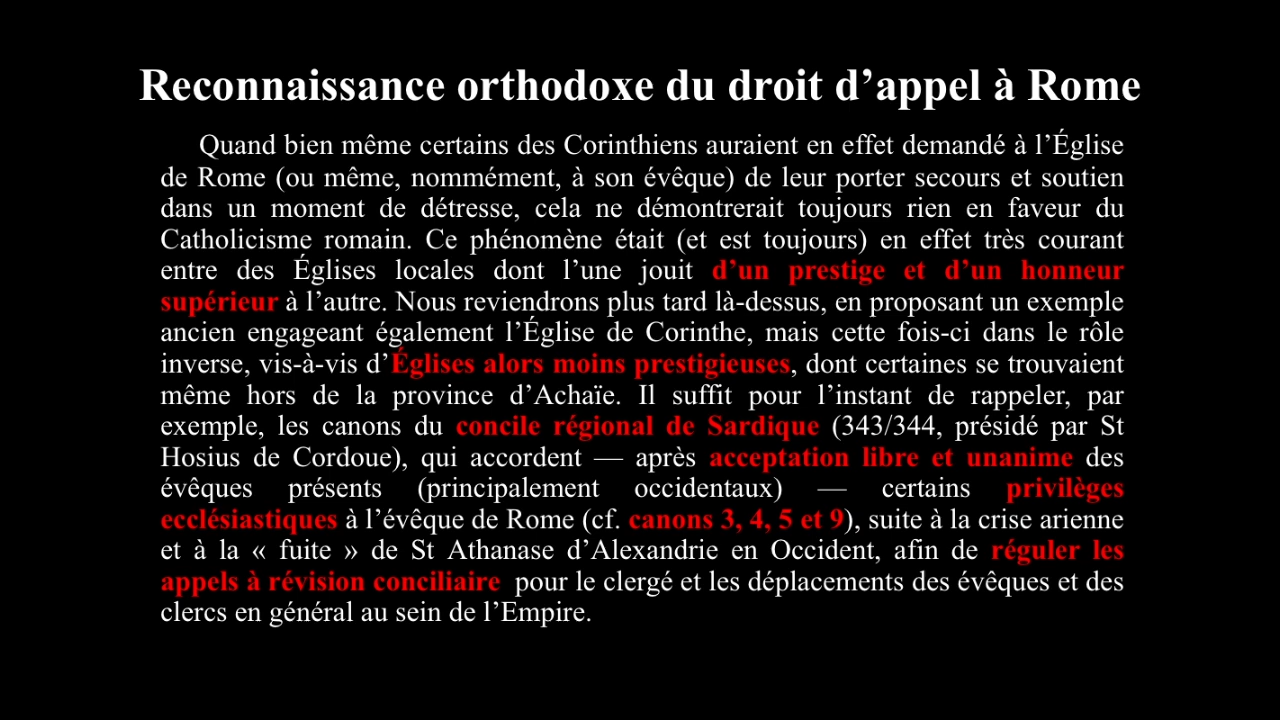 Reconnaissance orthodoxe du droit d’appel à Rome
Quand bien même certains des Corinthiens auraient en effet demandé à l’Église
de Rome (ou même, nommément, à son évêque) de leur porter secours et soutien
dans un moment de détresse, cela ne démontrerait toujours rien en faveur du
Catholicisme romain. Ce phénomène était (et est toujours) en effet très courant
entre des Églises locales dont l’une jouit d’un prestige et d’un honneur
supérieur à l’autre. Nous reviendrons plus tard là-dessus, en proposant un exemple
ancien engageant également l’Église de Corinthe, mais cette fois-ci dans le rôle
inverse, vis-à-vis d’Églises alors moins prestigieuses, dont certaines se trouvaient
même hors de la province d’Achaïe. Il suffit pour l’instant de rappeler, par
exemple, les canons du concile régional de Sardique (343/344, présidé par St
Hosius de Cordoue), qui accordent — après acceptation libre et unanime des
évêques présents (principalement occidentaux) — certains privilèges
ecclésiastiques à l’évêque de Rome (cf. canons 3, 4, 5 et 9), suite à la crise arienne
et à la « fuite » de St Athanase d’Alexandrie en Occident, afin de réguler les
appels à révision conciliaire pour le clergé et les déplacements des évêques et des
clercs en général au sein de l’Empire.